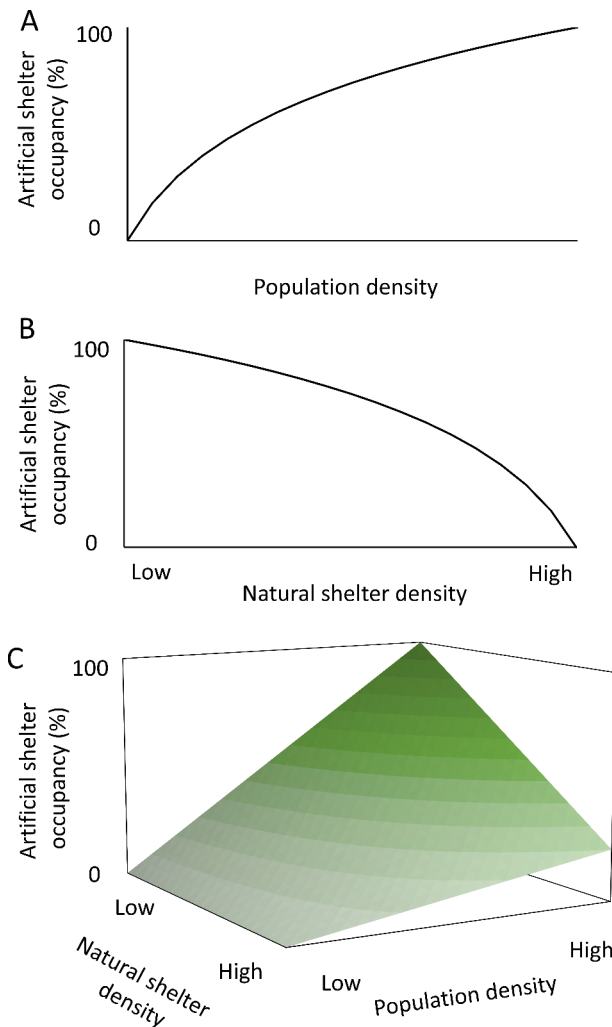 A
100
Artificial shelter
occupancy (%)
0
Population density
B
100
Artificial shelter
occupancy (%)
0
Low
High
Natural shelter density
C
100
Artificial shelter
occupancy (%)
0
Low
High
Natural shelter
density
Low
High
Population density